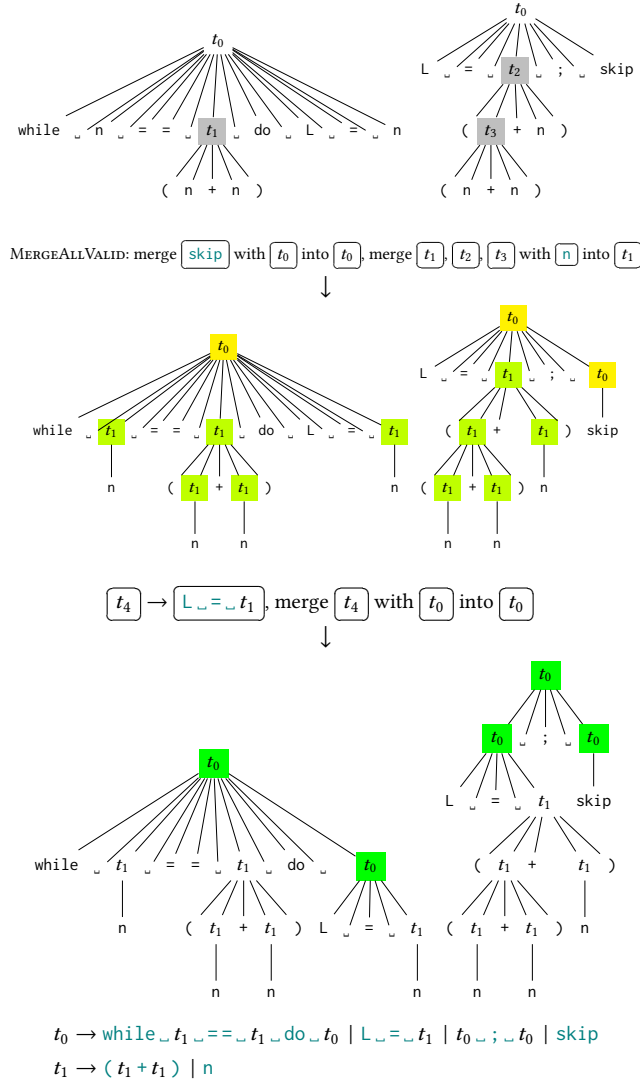 t0
t0
L ␣ = ␣ t2 ␣ ; ␣ skip
while ␣ n ␣ = = ␣ t1 ␣ do ␣ L ␣ = ␣ n
( t3 + n )
( n + n )
( n + n )
MERGEALLVALID: merge skip with t0 into t0, merge t1, t2, t3 with n into t1
↓
t0
t0
L ␣ = ␣ t1 ␣ ; ␣ t0
while ␣ t1 ␣ = = ␣ t1 ␣ do ␣ L ␣ = ␣ t1
( t1 + t1 ) skip
n ( t1 + t1 ) n
( t1 + t1 ) n
n n
n n
t4 → L ␣ = ␣ t1, merge t4 with t0 into t0
↓
t0
t0 ␣ ; ␣ t0
t0
L ␣ = ␣ t1 skip
while ␣ t1 ␣ = = ␣ t1 ␣ do ␣ t0
( t1 + t1 )
n ( t1 + t1 ) L ␣ = ␣ t1
( t1 + t1 ) n
n n n
n n
t0 → while ␣ t1 ␣ == ␣ t1 ␣ do ␣ t0 | L ␣ = ␣ t1 | t0 ␣ ; ␣ t0 | skip
t1 → ( t1 + t1 ) | n